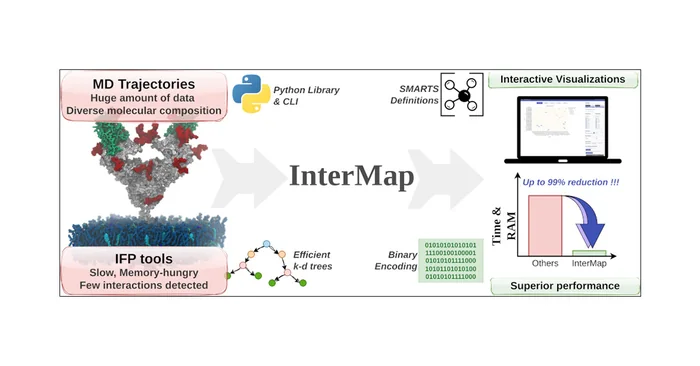 MD Trajectories
Huge amount of data
Diverse molecular composition
IFP tools
Slow, Memory-hungry
Few interactions detected
Python Library
& CLI
SMARTS
Definitions
InterMap
Efficient
k-d trees
Binary
Encoding
01010101010101
11100100100001
01010101111000
10101101010100
01010101111000
Interactive Visualizations
Up to 99% reduction !!!
Time &
RAM
Others
InterMap
Superior performance